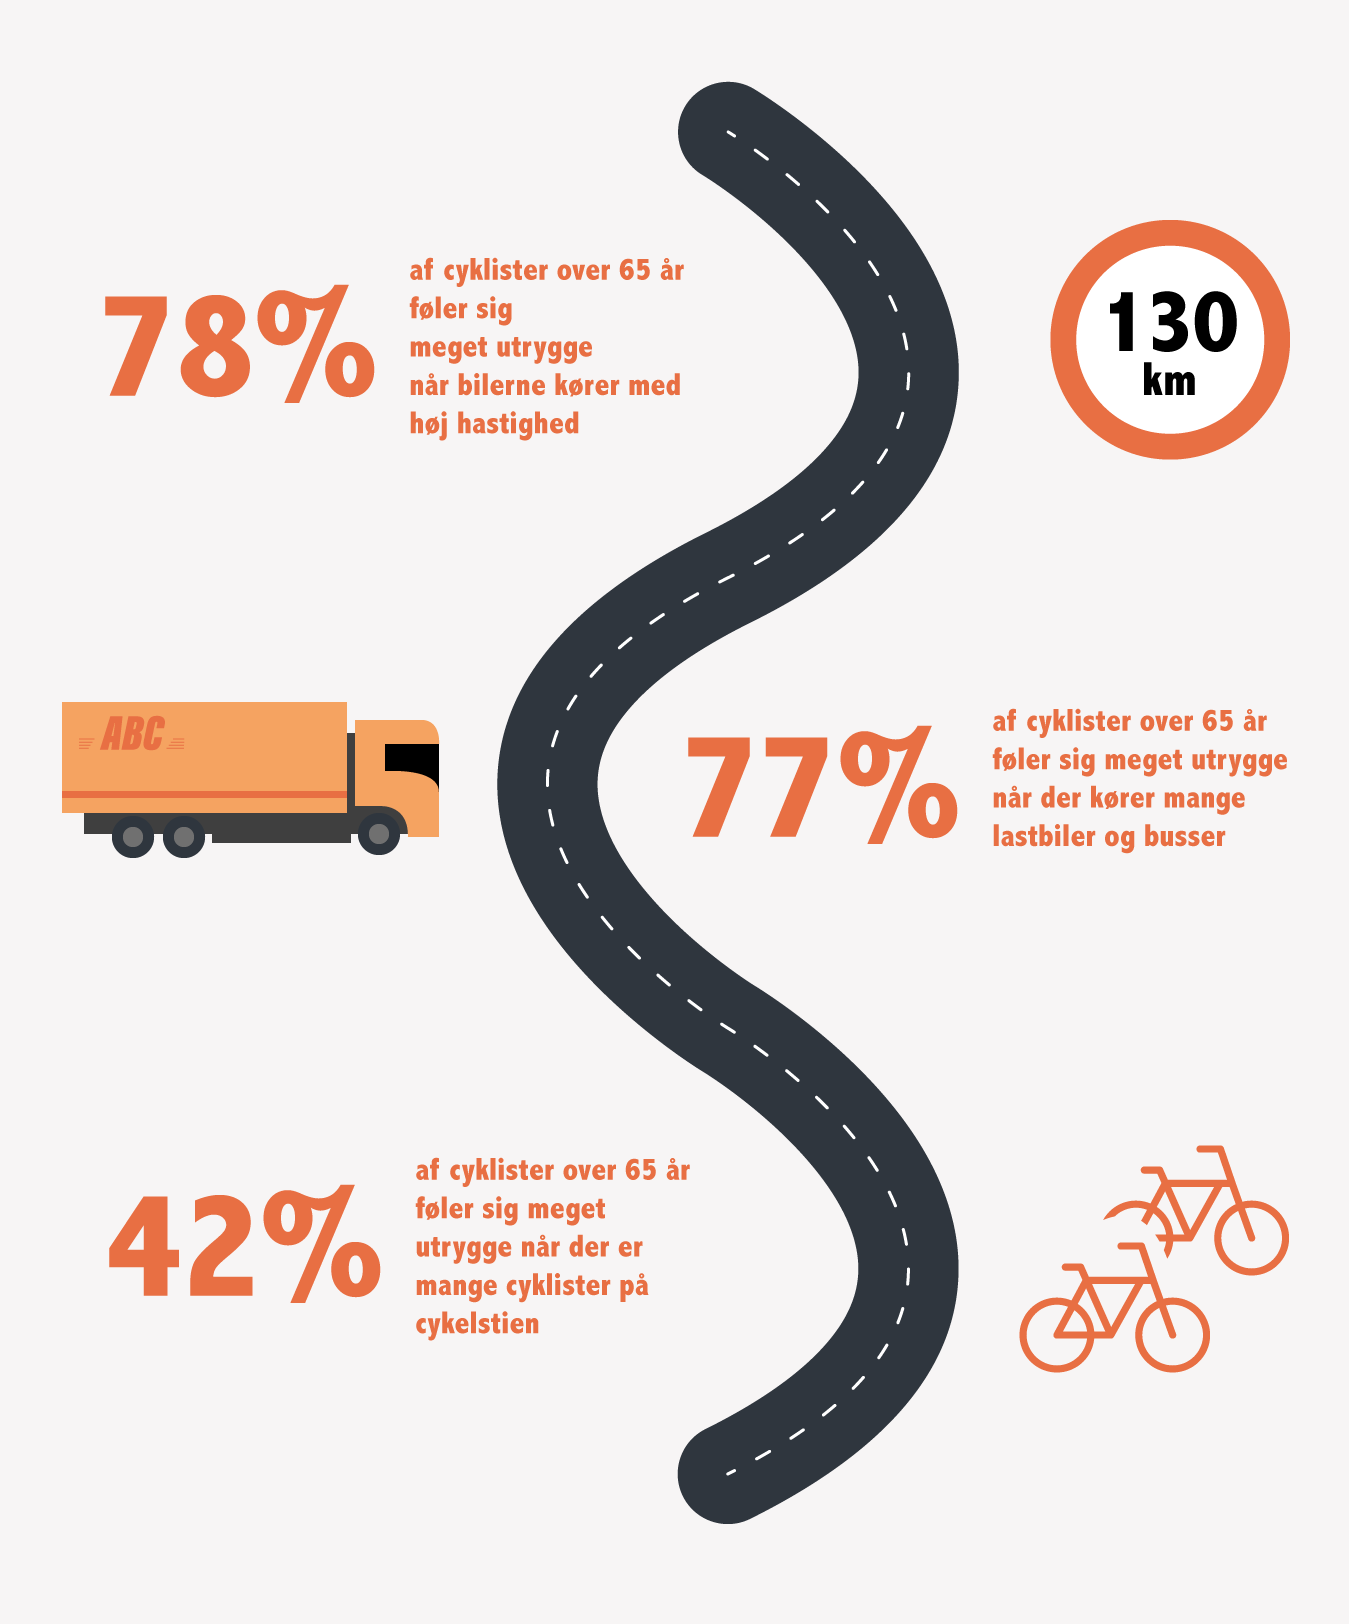 78%
af cyklister over 65 år
føler sig
meget utrygge
når bilerne kører med
høj hastighed
130
km
ABC
77%
af cyklister over 65 år
føler sig meget utrygge
når der kører mange
lastbiler og busser
42%
af cyklister over 65 år
føler sig meget
utrygge når der er
mange cyklister på
cykelstien